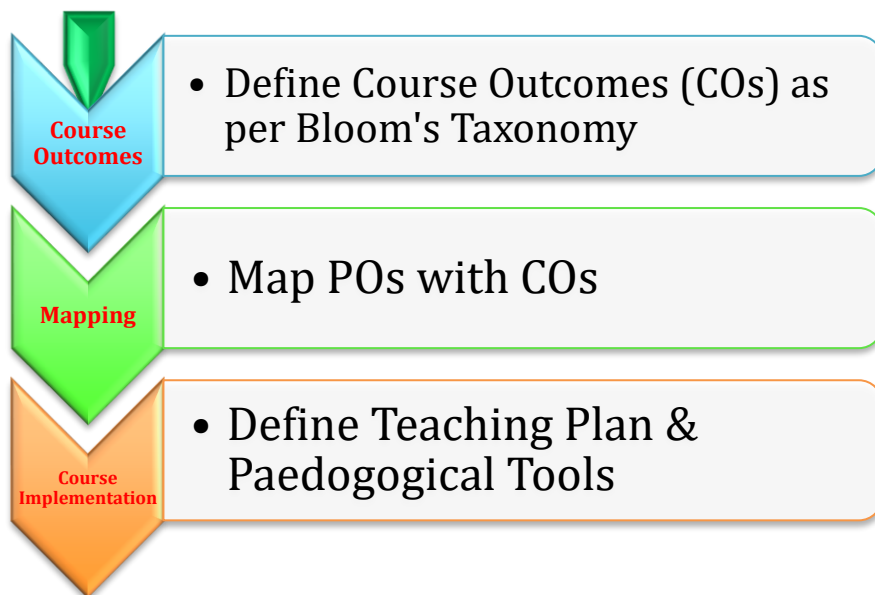 Course
Outcomes
• Define Course Outcomes (COs) as
per Bloom's Taxonomy
Mapping
• Map POs with COs
Course
Implementation
• Define Teaching Plan &
Paedogogical Tools